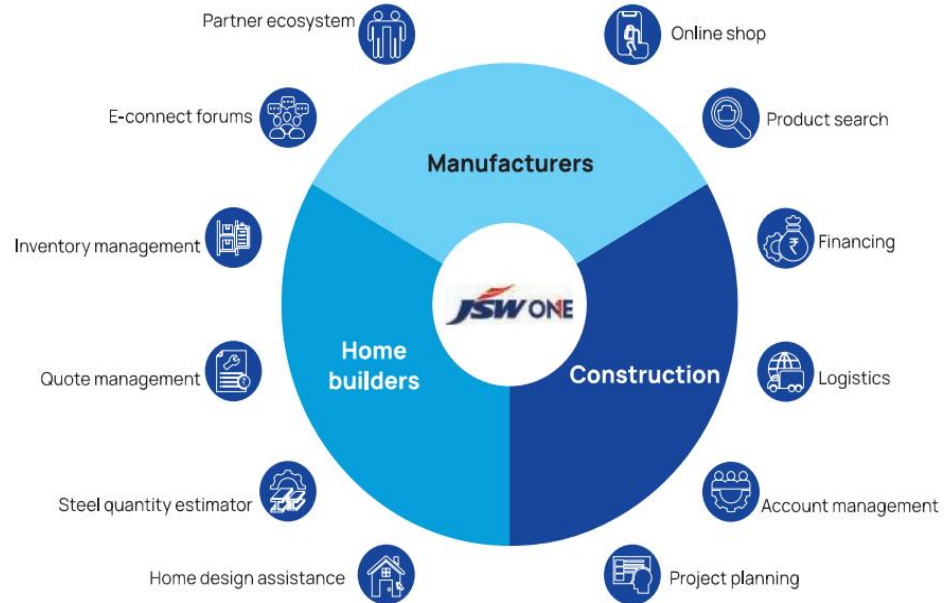 Partner ecosystem
Online shop
E-connect forums
Product search
Manufacturers
Inventory management
Financing
JSW ONE
Home
builders
Construction
Quote management
Logistics
Steel quantity estimator
Account management
Home design assistance
Project planning
₹